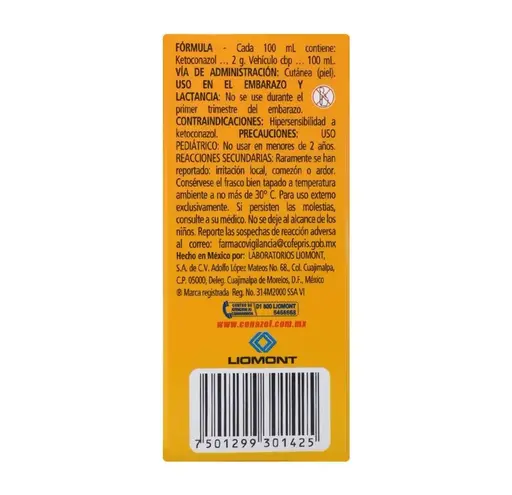 FÓRMULA - Cada 100 mL contiene:
Ketoconazol ... 2 g. Vehículo cbp ... 100 mL.
VÍA DE ADMINISTRACIÓN: Cutánea (piel).
USO EN EL EMBARAZO Y
LACTANCIA: No se use durante el
primer trimestre del embarazo.
CONTRAINDICACIONES: Hipersensibilidad a
ketoconazol. PRECAUCIONES: USO
PEDIÁTRICO: No usar en menores de 2 años.
REACCIONES SECUNDARIAS: Raramente se han
reportado: irritación local, comezón o ardor.
Consérvese el frasco bien tapado a temperatura
ambiente a no más de 30° C. Para uso externo
exclusivamente. Si persisten las molestias,
consulte a su médico. No se deje al alcance de los
niños. Reporte las sospechas de reacción adversa
al correo: farmacovigilancia@cofepris.gob.mx
Hecho en México por: LABORATORIOS LIOMONT,
S.A. de C.V. Adolfo López Mateos No. 68., Col. Cuajimalpa,
C.P. 05000, Deleg. Cuajimalpa de Morelos, D.F., México
® Marca registrada Reg. No. 314M2000 SSA VI
CENTRO DE
01 800 LIOMONT
5466668
www.conazol.com.mx
LIOMONT
7 501299 301425